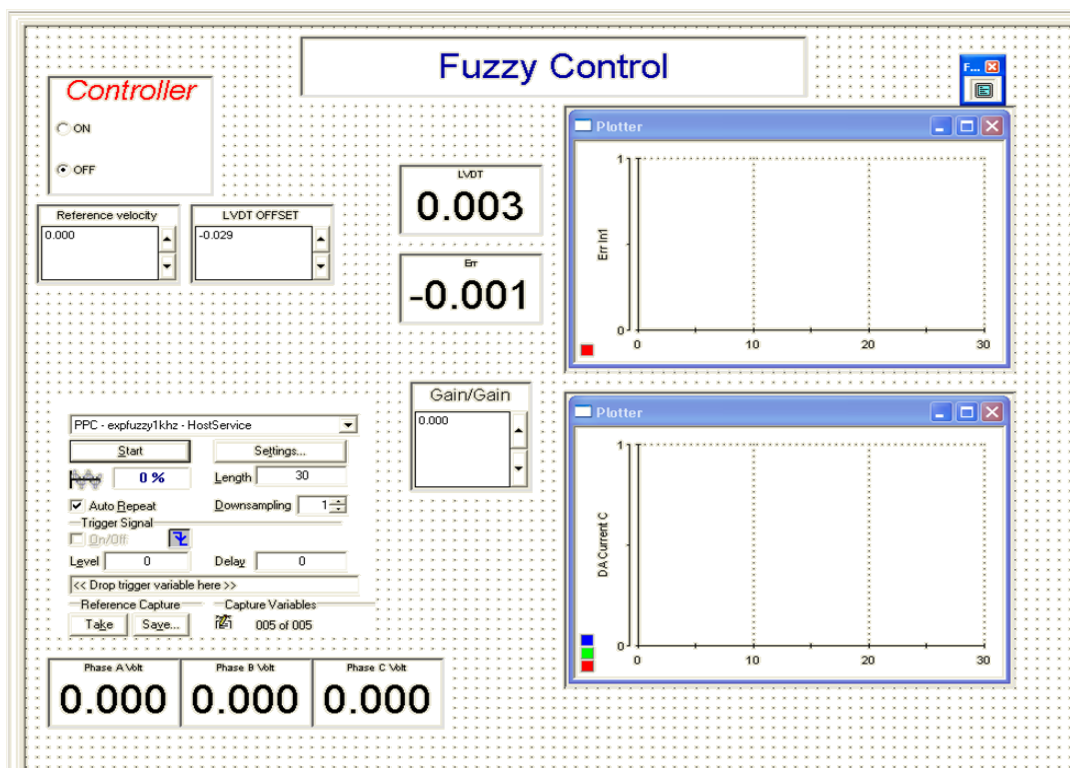 Fuzzy Control
F...
Controller
ON
OFF
Reference velocity
0.000
LVDT OFFSET
-0.029
LVDT
0.003
Err
-0.001
Plotter
Err In1
1
0
0 10 20 30
Gain/Gain
0.000
PPC - expfuzzy1khz - HostService
Start Settings...
0 % Length 30
Auto Repeat Downsampling 1
Trigger Signal
On/Off
Level 0 Delay 0
<< Drop trigger variable here >>
Reference Capture Capture Variables
Take Save... 005 of 005
Plotter
DA Current C
1
0
0 10 20 30
Phase A Volt Phase B Volt Phase C Volt
0.000 0.000 0.000